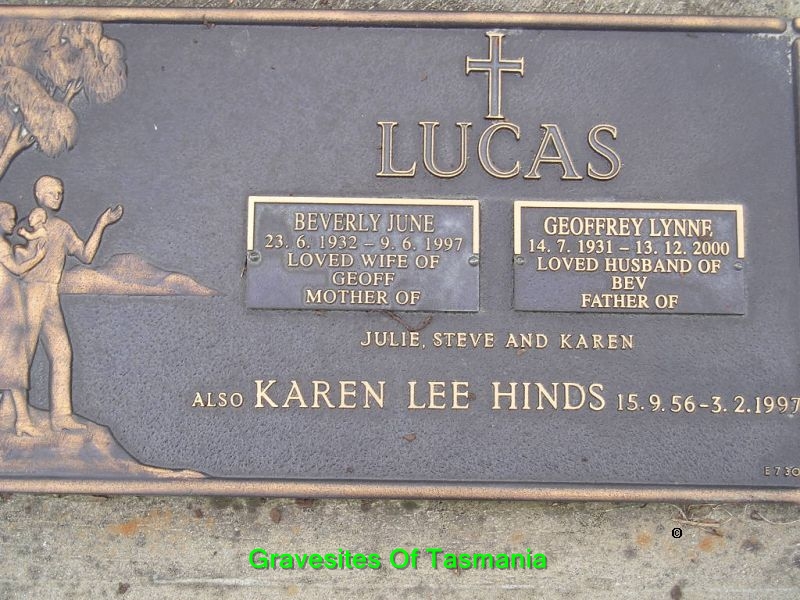 LUCAS
BEVERLY JUNE
23. 6. 1932 – 9. 6. 1997
LOVED WIFE OF
GEOFF
MOTHER OF
GEOFFREY LYNNE
14. 7. 1931 – 13. 12. 2000
LOVED HUSBAND OF
BEV
FATHER OF
JULIE, STEVE AND KAREN
ALSO KAREN LEE HINDS 15.9.56–3.2.1997
E730
©
Gravesites Of Tasmania